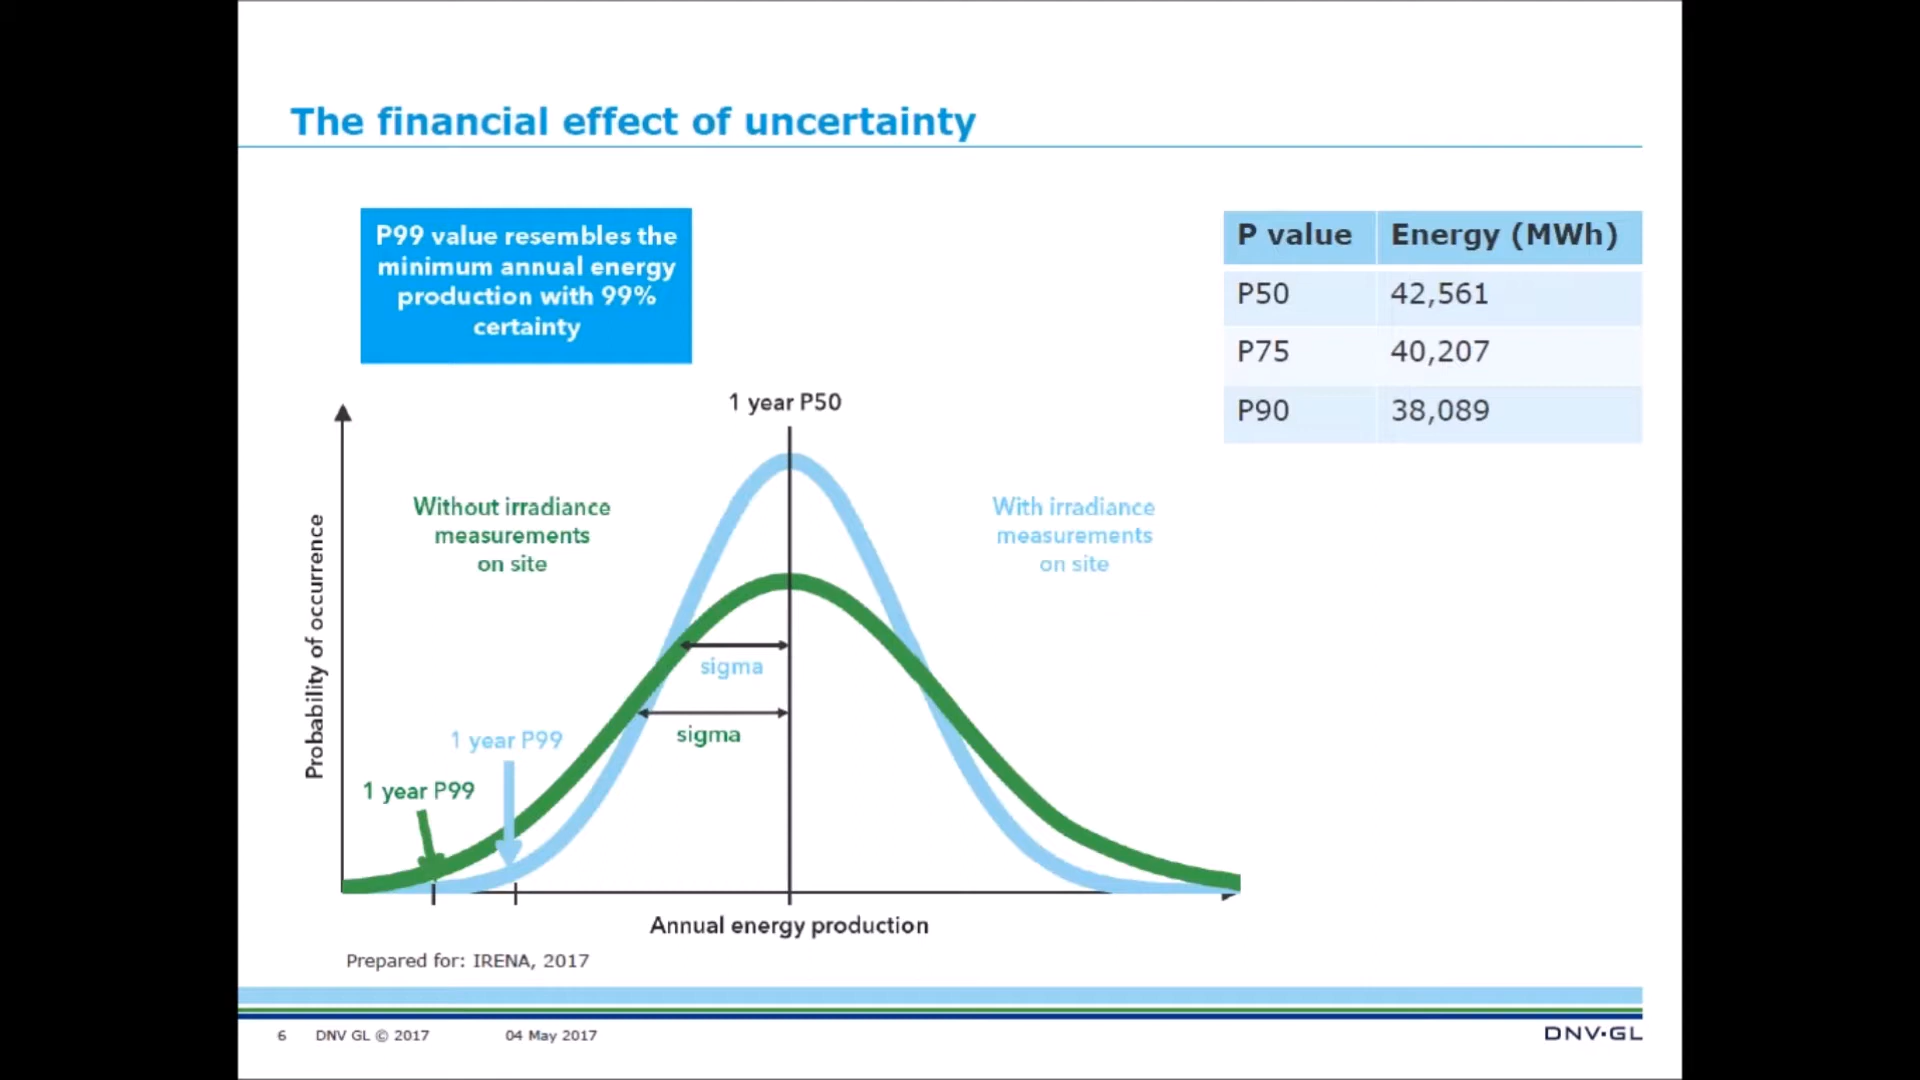 The financial effect of uncertainty
P99 value resembles the
minimum annual energy
production with 99%
certainty
P value Energy (MWh)
P50 42,561
P75 40,207
P90 38,089
1 year P50
Without irradiance
measurements
on site
With irradiance
measurements
on site
Probability of occurrence
sigma
sigma
1 year P99
1 year P99
Annual energy production
Prepared for: IRENA, 2017
6 DNV GL © 2017 04 May 2017
DNV·GL